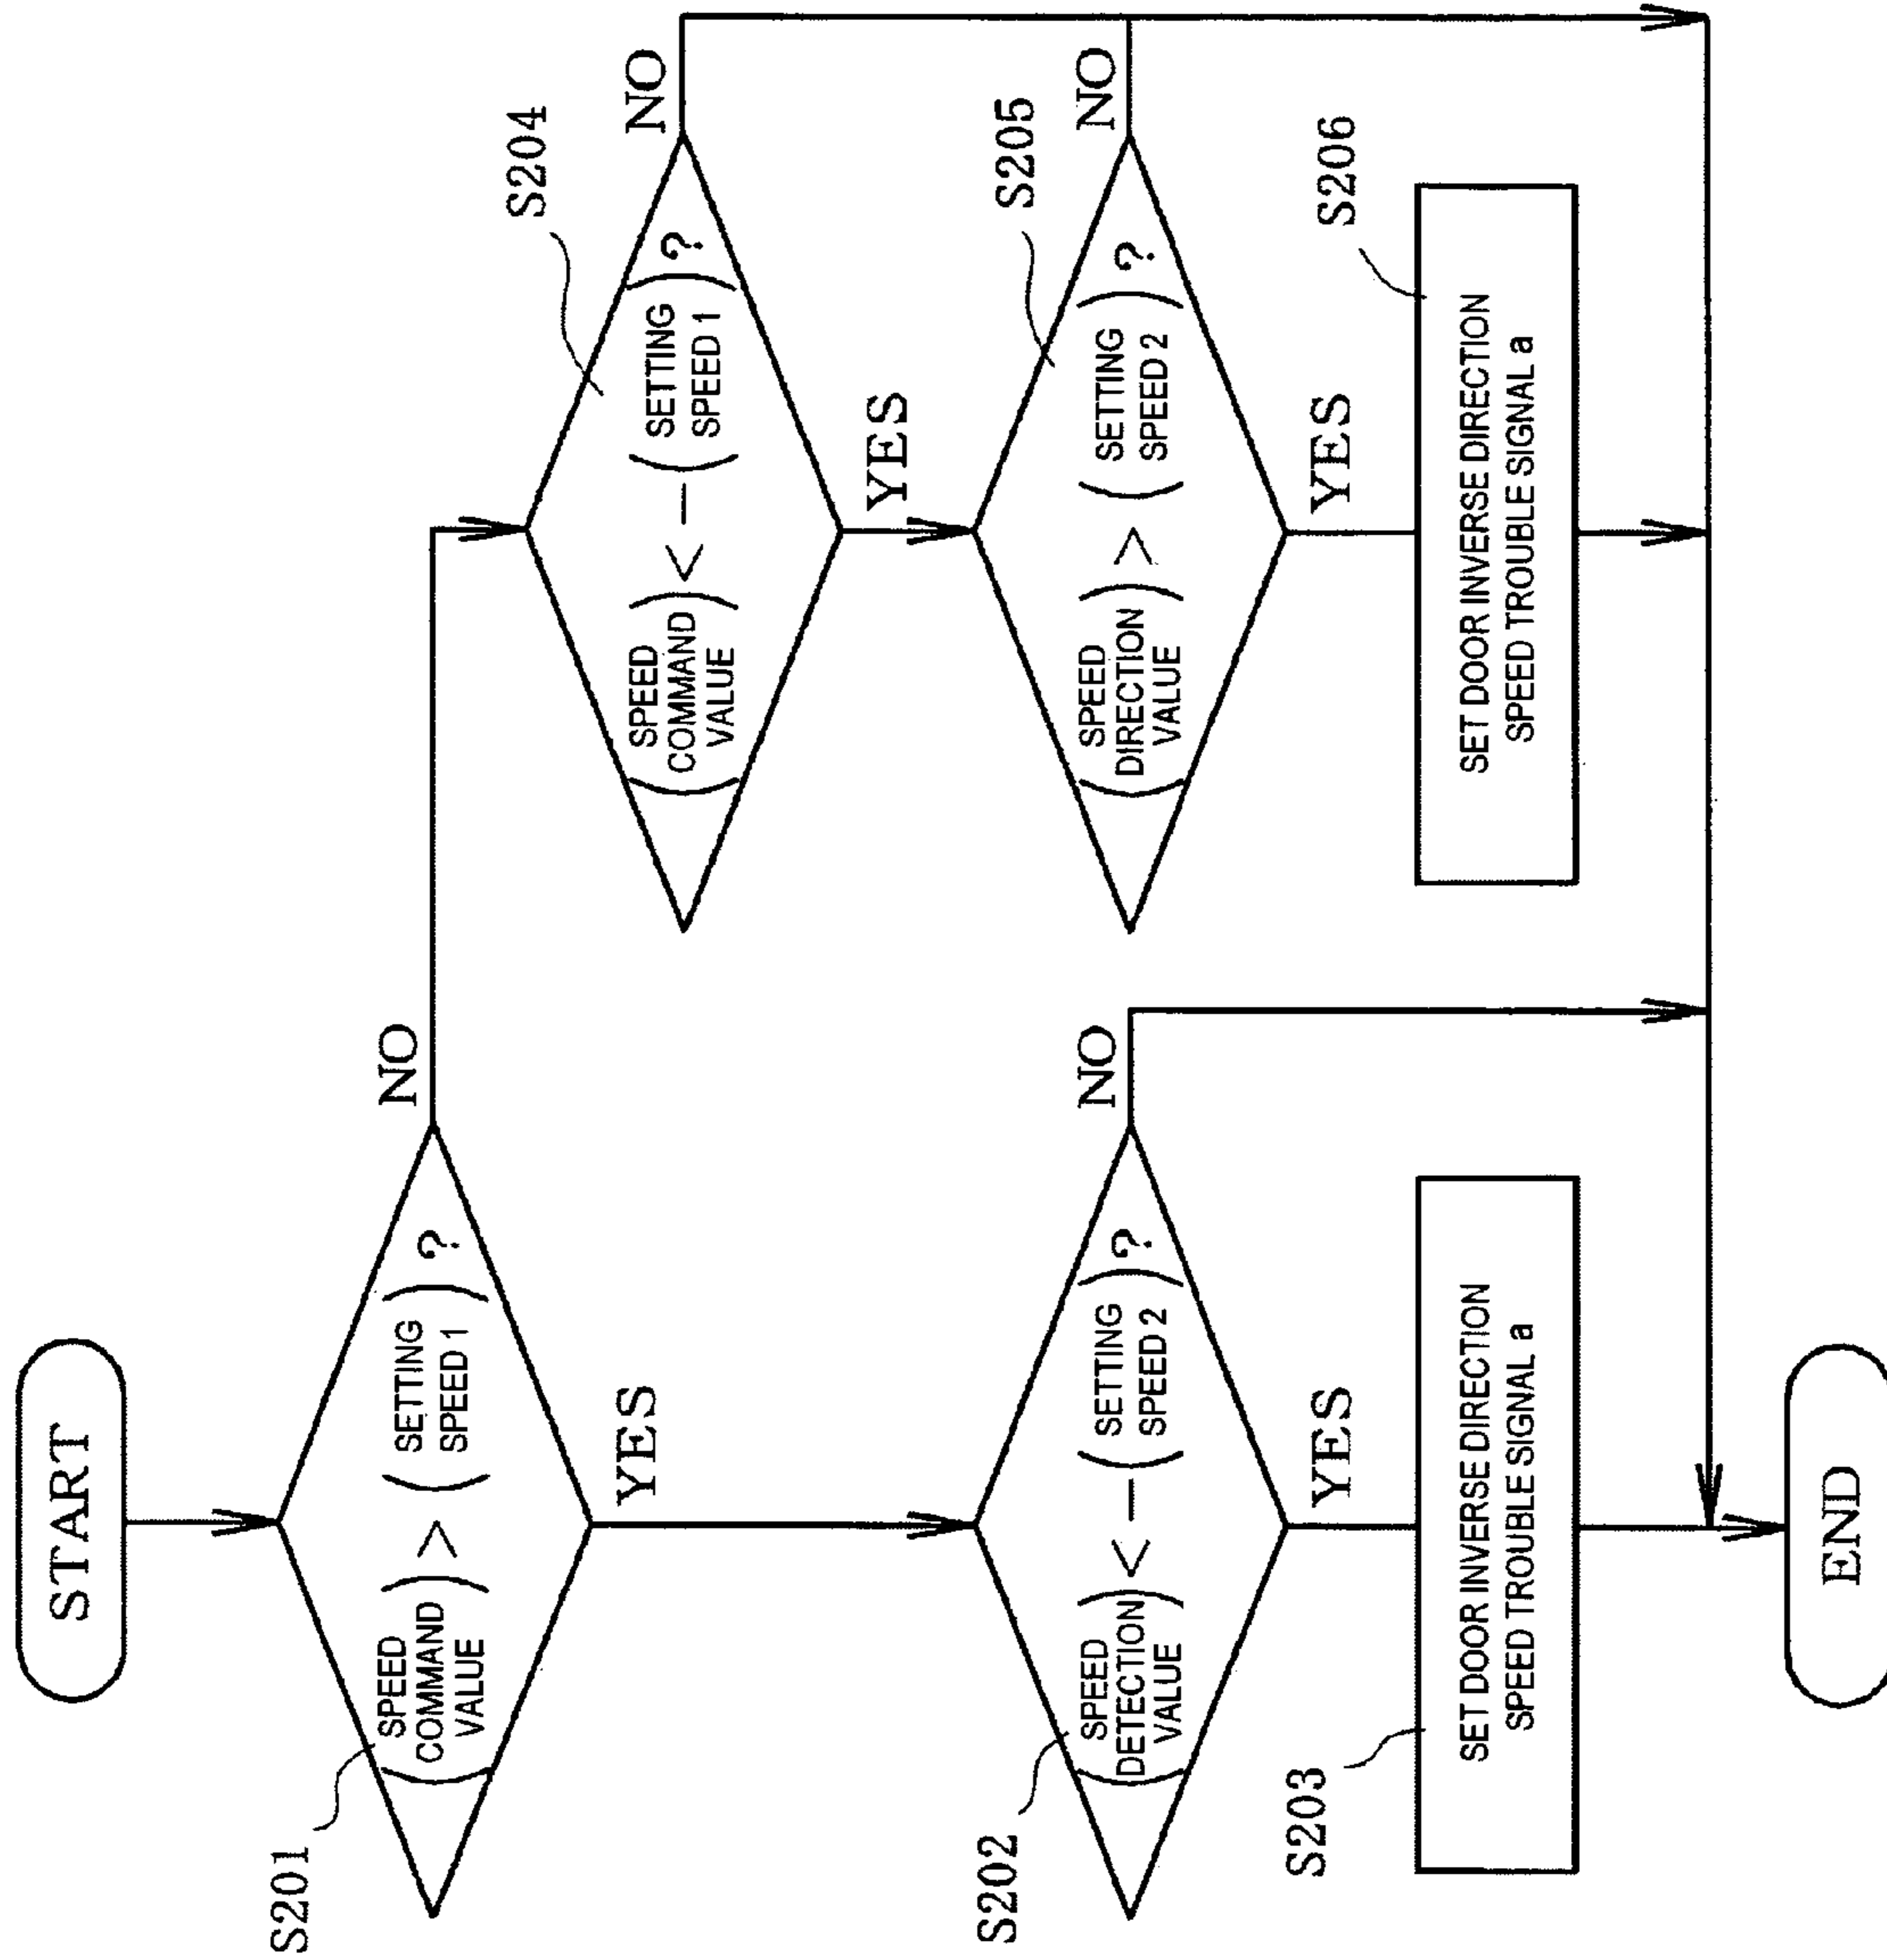 START
S201
(SPEED COMMAND VALUE) > (SETTING SPEED 1) ?
NO
YES
S202
(SPEED DETECTION VALUE) < − (SETTING SPEED 2) ?
NO
YES
S203
SET DOOR INVERSE DIRECTION
SPEED TROUBLE SIGNAL a
S204
(SPEED COMMAND VALUE) < − (SETTING SPEED 1) ?
NO
YES
S205
(SPEED DIRECTION VALUE) > (SETTING SPEED 2) ?
NO
YES
S206
SET DOOR INVERSE DIRECTION
SPEED TROUBLE SIGNAL a
END